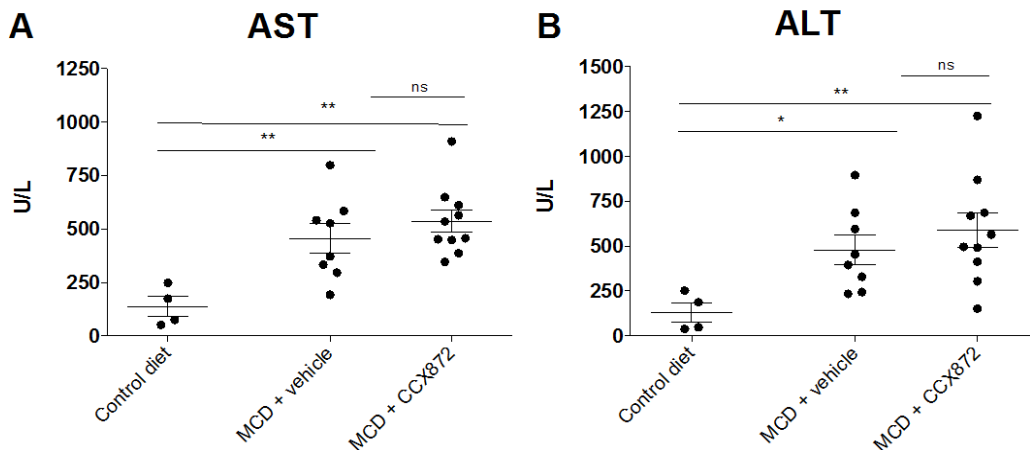 A
AST
1250
1000
750
500
250
0
U/L
ns
**
**
Control diet
MCD + vehicle
MCD + CCX872
B
ALT
1500
1250
1000
750
500
250
0
U/L
ns
**
*
Control diet
MCD + vehicle
MCD + CCX872